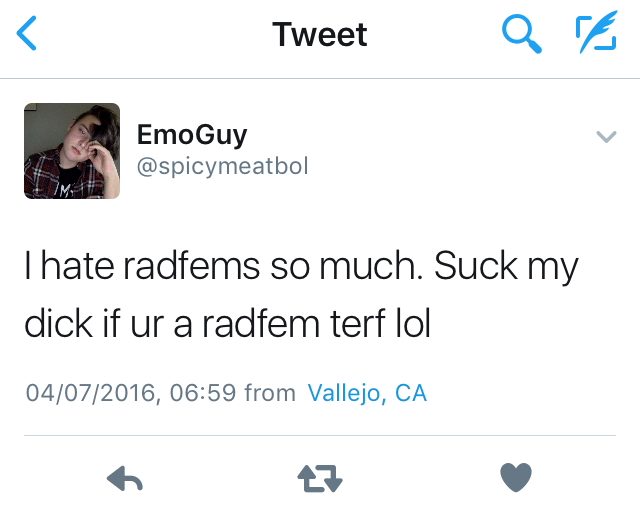 Tweet
EmoGuy
@spicymeatbol
I hate radfems so much. Suck my
dick if ur a radfem terf lol
04/07/2016, 06:59 from Vallejo, CA